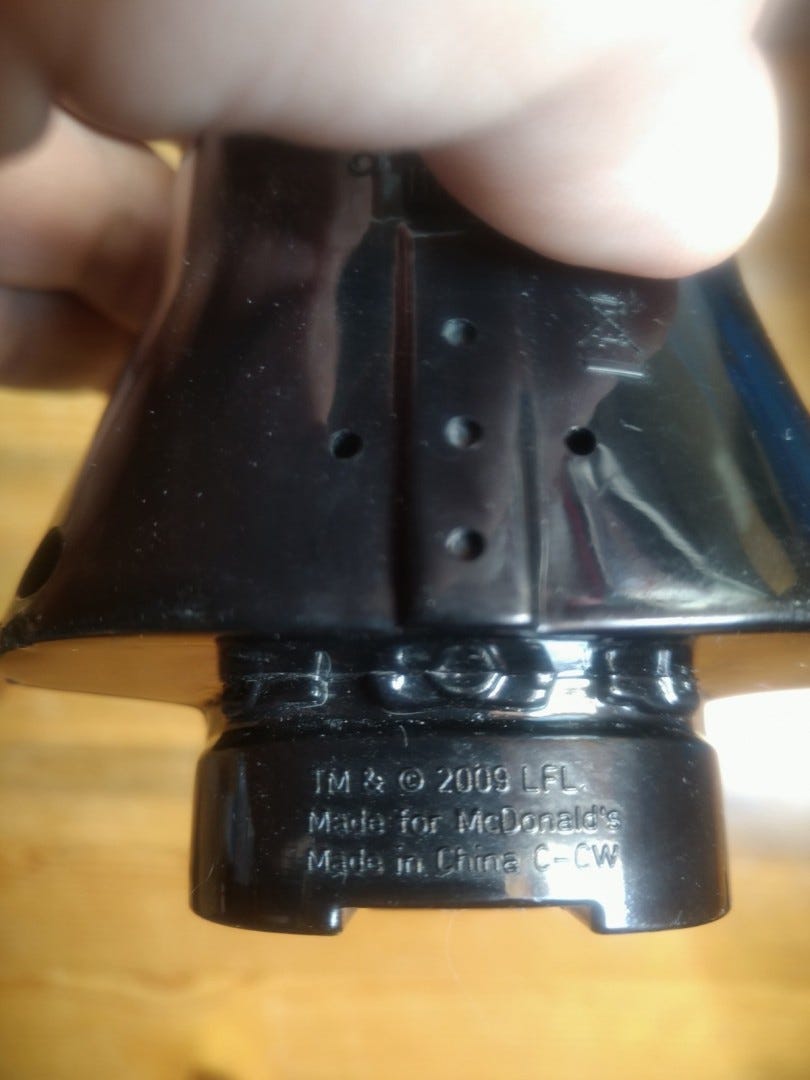 TM & © 2009 LFL
Made for McDonald's
Made in China C-CW